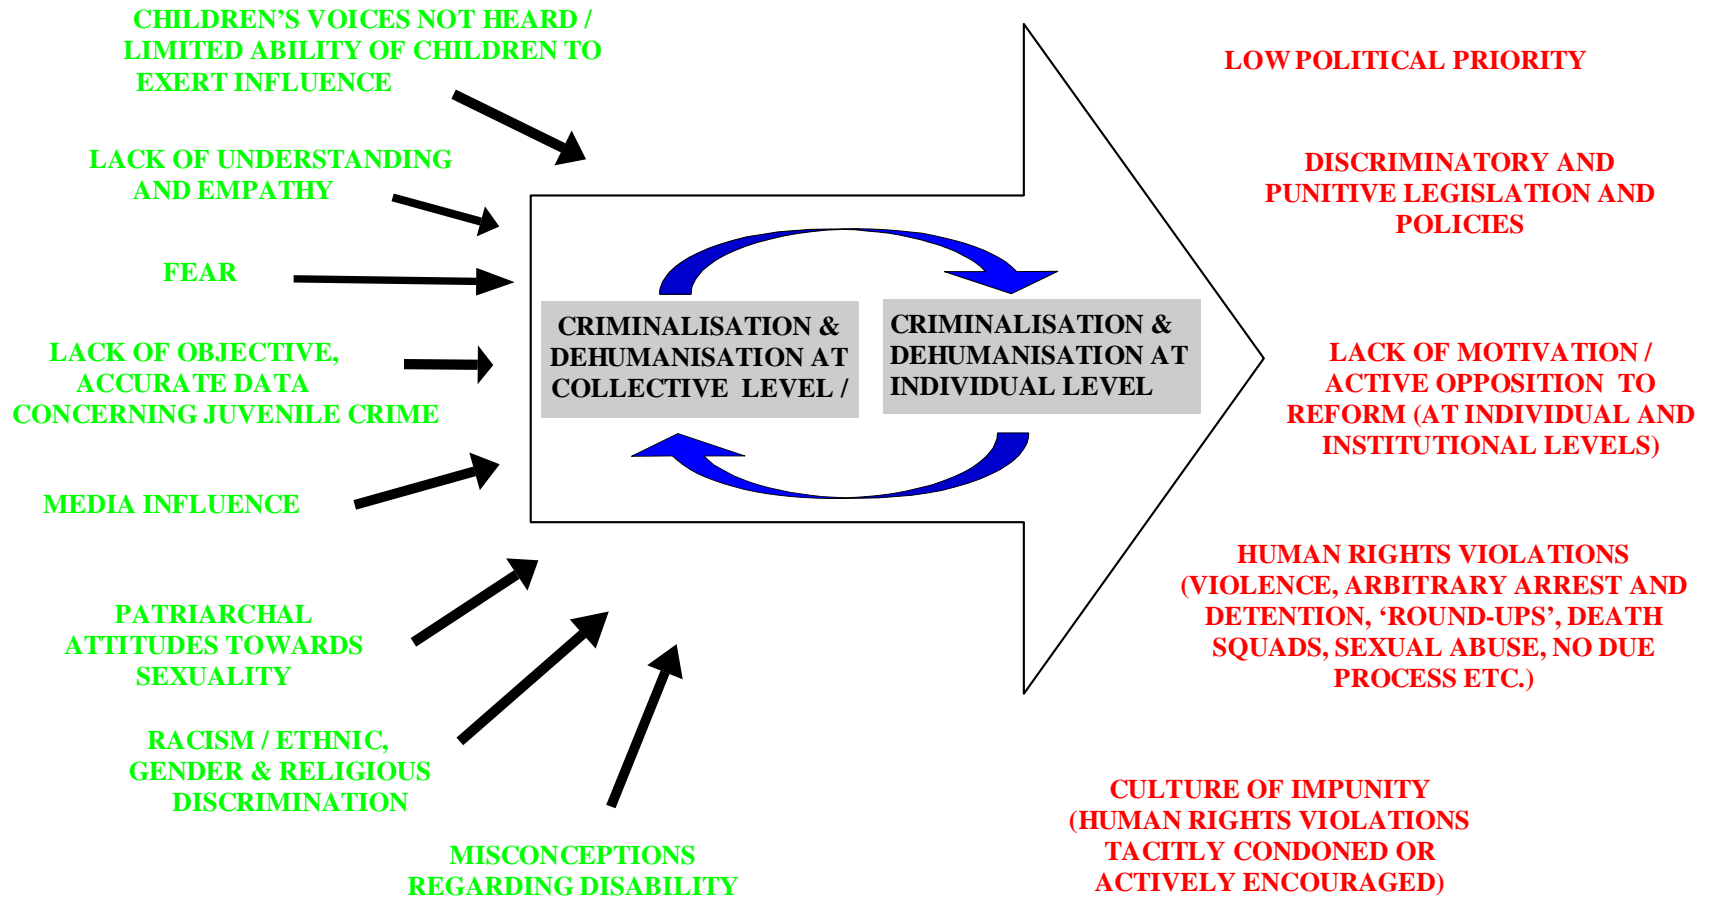 CHILDREN’S VOICES NOT HEARD /
LIMITED ABILITY OF CHILDREN TO
EXERT INFLUENCE
LACK OF UNDERSTANDING
AND EMPATHY
FEAR
LACK OF OBJECTIVE,
ACCURATE DATA
CONCERNING JUVENILE CRIME
MEDIA INFLUENCE
PATRIARCHAL
ATTITUDES TOWARDS
SEXUALITY
RACISM / ETHNIC,
GENDER & RELIGIOUS
DISCRIMINATION
MISCONCEPTIONS
REGARDING DISABILITY
CRIMINALISATION &
DEHUMANISATION AT
COLLECTIVE LEVEL /
CRIMINALISATION &
DEHUMANISATION AT
INDIVIDUAL LEVEL
LOW POLITICAL PRIORITY
DISCRIMINATORY AND
PUNITIVE LEGISLATION AND
POLICIES
LACK OF MOTIVATION /
ACTIVE OPPOSITION TO
REFORM (AT INDIVIDUAL AND
INSTITUTIONAL LEVELS)
HUMAN RIGHTS VIOLATIONS
(VIOLENCE, ARBITRARY ARREST AND
DETENTION, ‘ROUND-UPS’, DEATH
SQUADS, SEXUAL ABUSE, NO DUE
PROCESS ETC.)
CULTURE OF IMPUNITY
(HUMAN RIGHTS VIOLATIONS
TACITLY CONDONED OR
ACTIVELY ENCOURAGED)